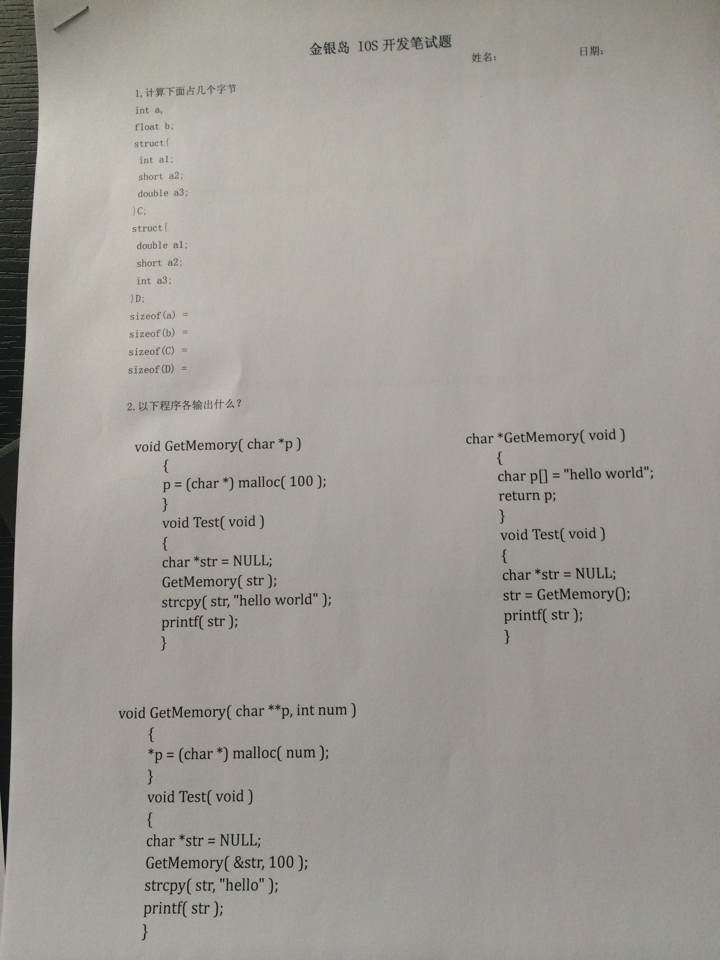 金银岛 IOS 开发笔试题
姓名: 日期:
1.计算下面占几个字节
int a,
float b;
struct{
int a1;
short a2;
double a3;
}C;
struct{
double a1;
short a2;
int a3;
}D;
sizeof(a) =
sizeof(b) =
sizeof(C) =
sizeof(D) =
2.以下程序各输出什么?
void GetMemory( char *p )
{
p = (char *) malloc( 100 );
}
void Test( void )
{
char *str = NULL;
GetMemory( str );
strcpy( str, "hello world" );
printf( str );
}
char *GetMemory( void )
{
char p[] = "hello world";
return p;
}
void Test( void )
{
char *str = NULL;
str = GetMemory();
printf( str );
}
void GetMemory( char **p, int num )
{
*p = (char *) malloc( num );
}
void Test( void )
{
char *str = NULL;
GetMemory( &str, 100 );
strcpy( str, "hello" );
printf( str );
}